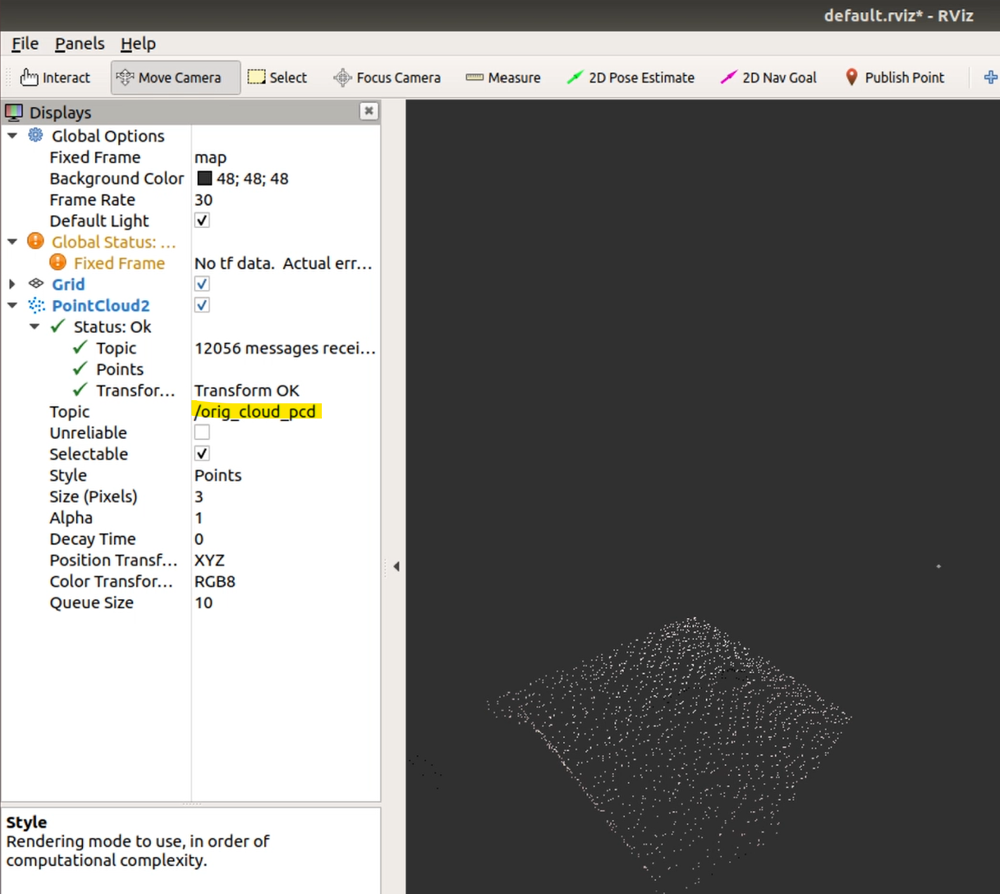 default.rviz* - RViz
File Panels Help
Interact Move Camera Select Focus Camera Measure 2D Pose Estimate 2D Nav Goal Publish Point
Displays
Global Options
Fixed Frame map
Background Color 48; 48; 48
Frame Rate 30
Default Light
Global Status: ...
Fixed Frame No tf data. Actual err...
Grid
PointCloud2
Status: Ok
Topic 12056 messages recei...
Points
Transfor... Transform OK
Topic /orig_cloud_pcd
Unreliable
Selectable
Style Points
Size (Pixels) 3
Alpha 1
Decay Time 0
Position Transf... XYZ
Color Transfor... RGB8
Queue Size 10
Style
Rendering mode to use, in order of
computational complexity.